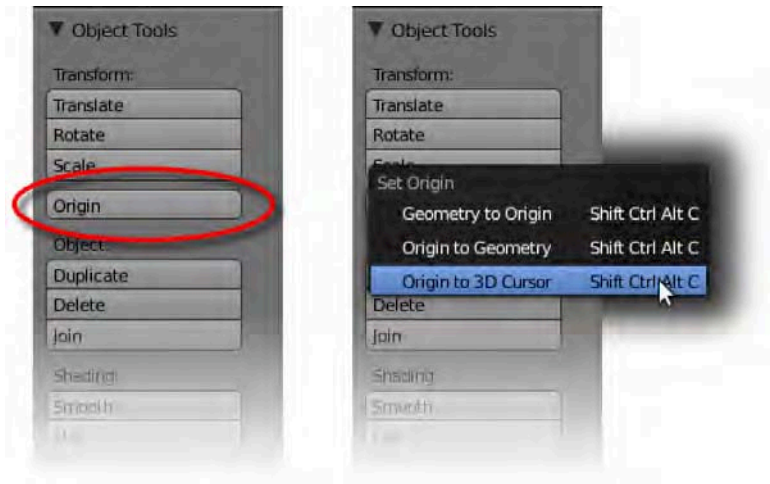 Object Tools
Transform:
Translate
Rotate
Scale
Origin
Object:
Duplicate
Delete
Join
Shading:
Smooth
Object Tools
Transform:
Translate
Rotate
Scale
Set Origin
Geometry to Origin Shift Ctrl Alt C
Origin to Geometry Shift Ctrl Alt C
Origin to 3D Cursor Shift Ctrl Alt C
Delete
Join
Shading
Smooth